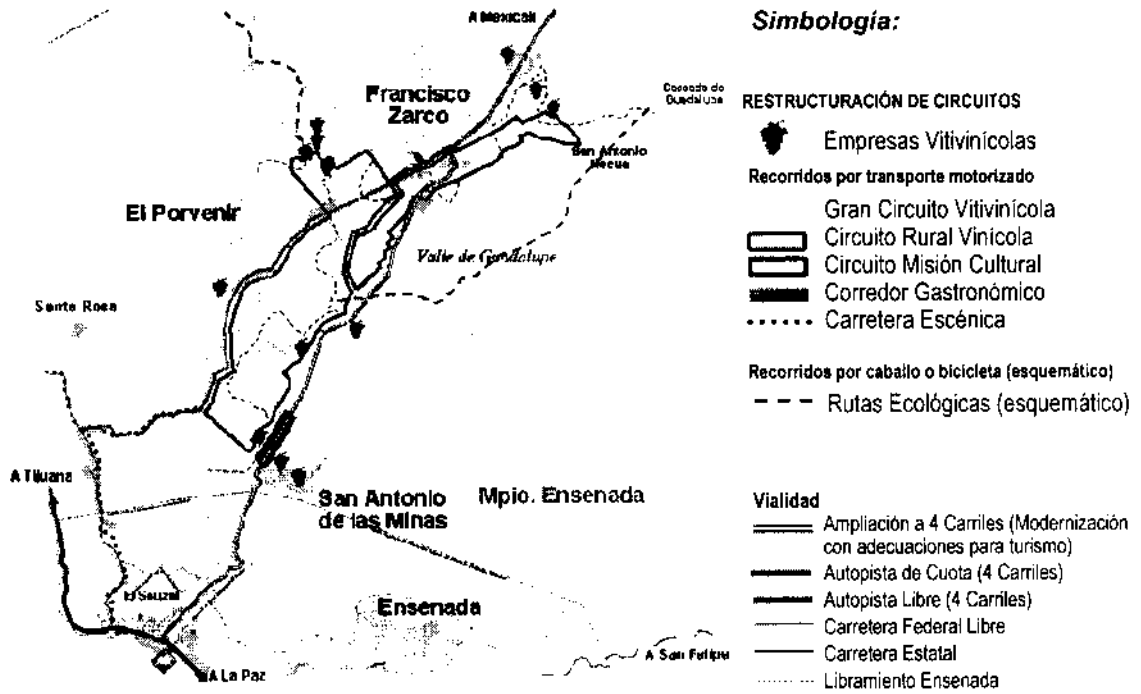 A Mexicali
Francisco
Zarco
Guadalupe
San Antonio
Necua
El Porvenir
Valle de Guadalupe
Santa Rosa
A Tijuana
San Antonio
de las Minas
Mpio. Ensenada
El Sauzal
Ensenada
A La Paz
A San Felipe
Simbología:
RESTRUCTURACIÓN DE CIRCUITOS
Empresas Vitivinícolas
Recorridos por transporte motorizado
Gran Circuito Vitivinícola
Circuito Rural Vinícola
Circuito Misión Cultural
Corredor Gastronómico
Carretera Escénica
Recorridos por caballo o bicicleta (esquemático)
Rutas Ecológicas (esquemático)
Vialidad
Ampliación a 4 Carriles (Modernización
con adecuaciones para turismo)
Autopista de Cuota (4 Carriles)
Autopista Libre (4 Carriles)
Carretera Federal Libre
Carretera Estatal
Libramiento Ensenada